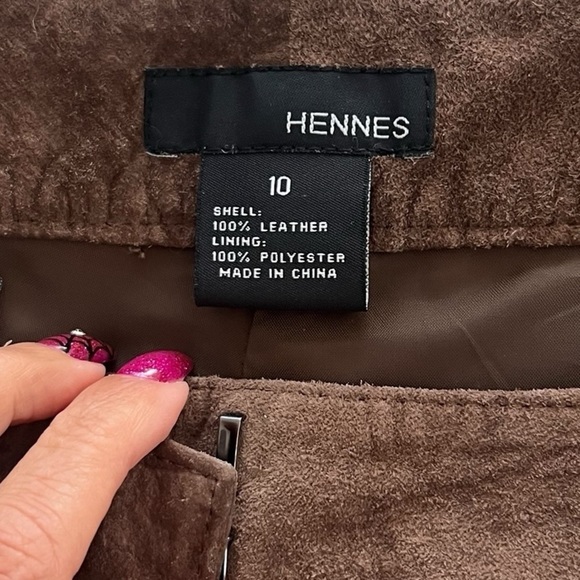 HENNES
10
SHELL:
100% LEATHER
LINING:
100% POLYESTER
MADE IN CHINA